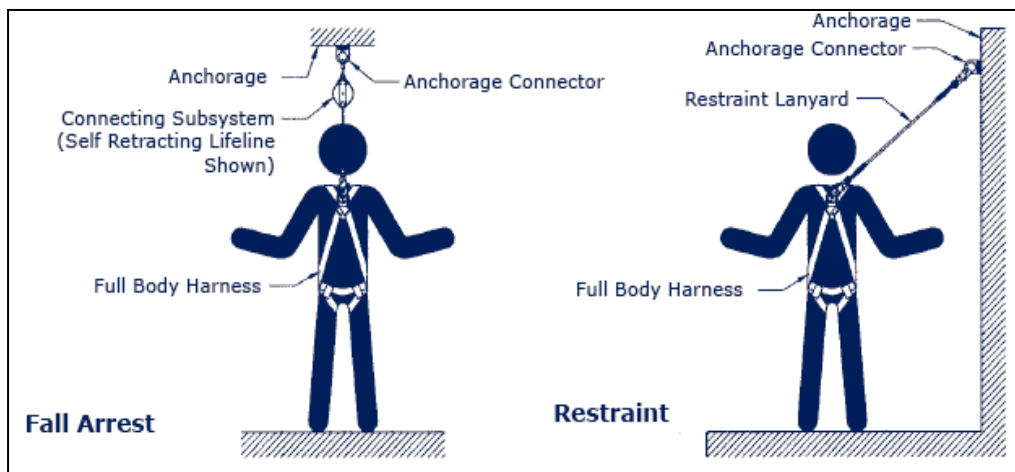 Anchorage
Anchorage Connector
Connecting Subsystem
(Self Retracting Lifeline
Shown)
Full Body Harness
Fall Arrest
Anchorage
Anchorage Connector
Restraint Lanyard
Full Body Harness
Restraint